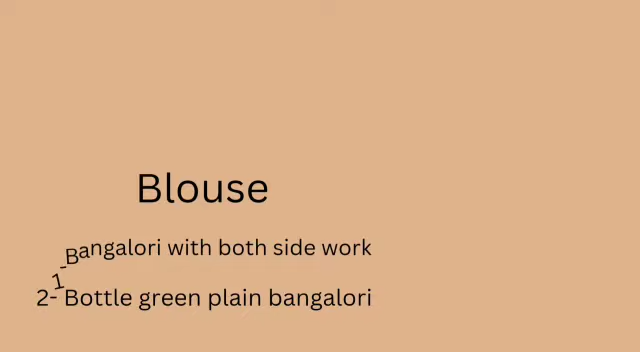 Blouse
1-Bangalori with both side work
2- Bottle green plain bangalori